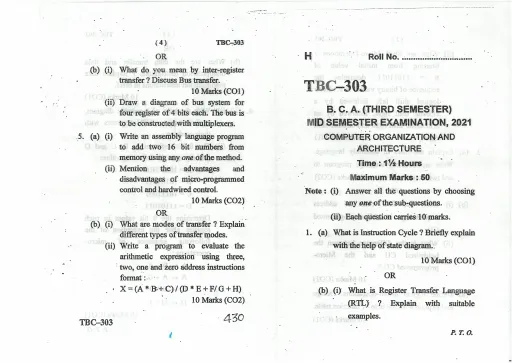 (4) TBC–303
OR
(b) (i) What do you mean by inter-register
transfer ? Discuss Bus transfer.
10 Marks (CO1)
(ii) Draw a diagram of bus system for
four register of 4 bits each. The bus is
to be constructed with multiplexers.
5. (a) (i) Write an assembly language program
to add two 16 bit numbers from
memory using any one of the method.
(ii) Mention the advantages and
disadvantages of micro-programmed
control and hardwired control.
10 Marks (CO2)
OR
(b) (i) What are modes of transfer ? Explain
different types of transfer modes.
(ii) Write a program to evaluate the
arithmetic expression using three,
two, one and zero address instructions
format :
X = (A * B + C) / (D * E + F/ G + H)
10 Marks (CO2)
TBC–303 430
H Roll No. ..............................
TBC–303
B. C. A. (THIRD SEMESTER)
MID SEMESTER EXAMINATION, 2021
COMPUTER ORGANIZATION AND
ARCHITECTURE
Time : 1½ Hours
Maximum Marks : 50
Note : (i) Answer all the questions by choosing
any one of the sub-questions.
(ii) Each question carries 10 marks.
1. (a) What is Instruction Cycle ? Briefly explain
with the help of state diagram.
10 Marks (CO1)
OR
(b) (i) What is Register Transfer Language
(RTL) ? Explain with suitable
examples.
P. T. O.